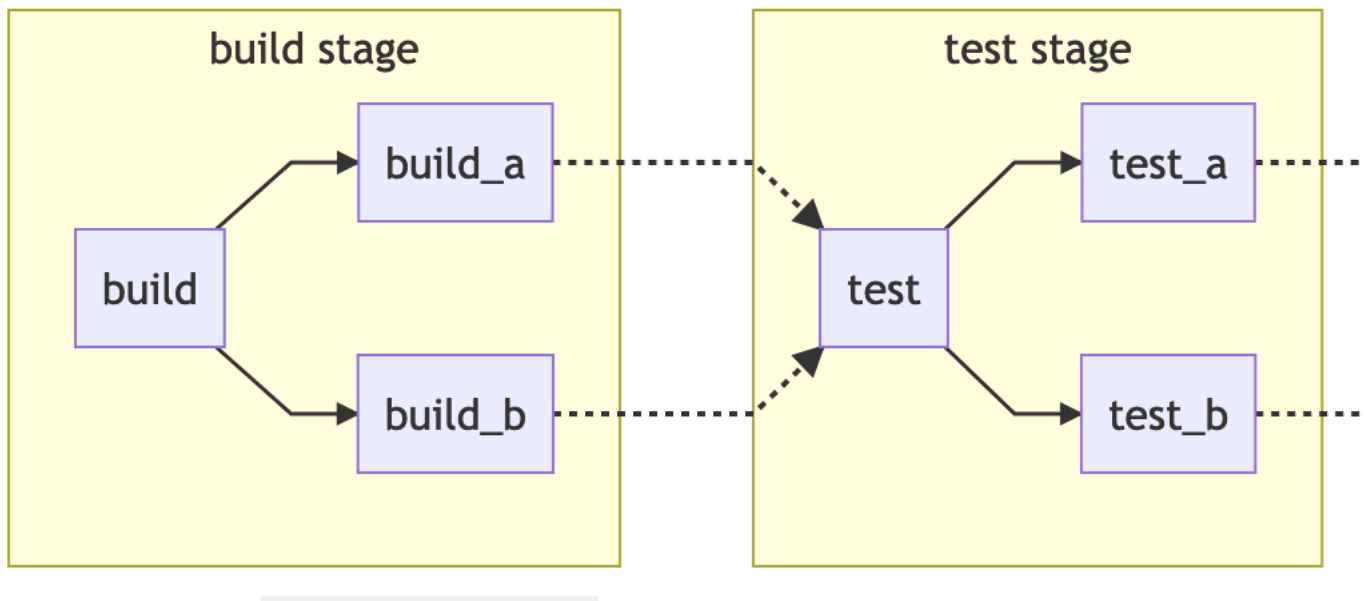 build stage
build_a
build
build_b
test stage
test_a
test
test_b